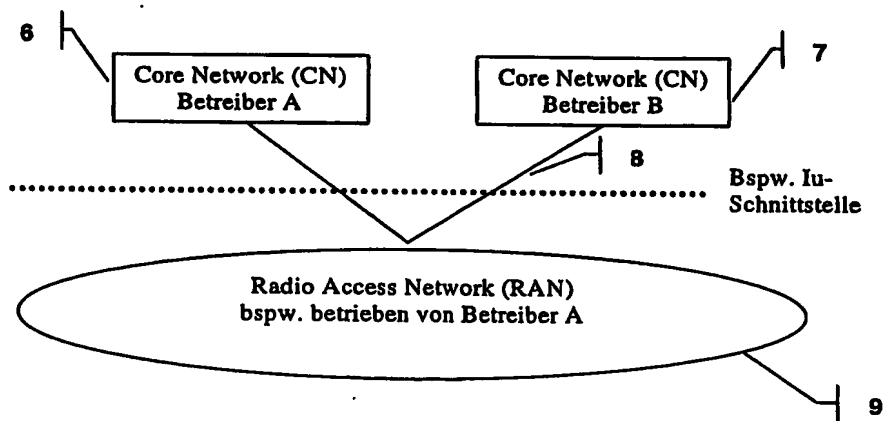 6
Core Network (CN)
Betreiber A
Core Network (CN)
Betreiber B
7
8
Bspw. Iu-
Schnittstelle
Radio Access Network (RAN)
bspw. betrieben von Betreiber A
9